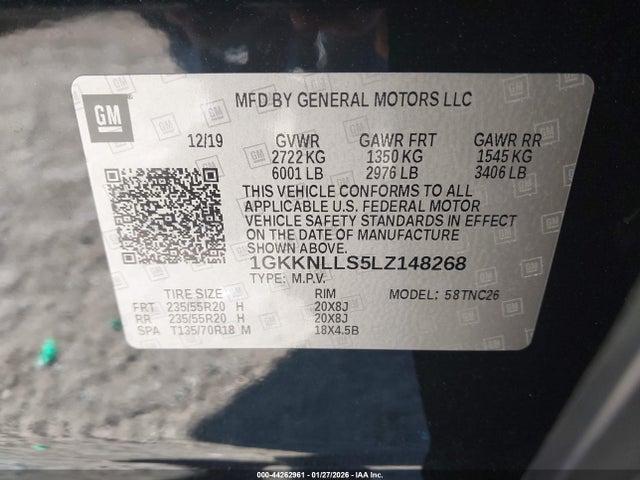 GM
MFD BY GENERAL MOTORS LLC
12/19 GVWR GAWR FRT GAWR RR
2722 KG 1350 KG 1545 KG
6001 LB 2976 LB 3406 LB
THIS VEHICLE CONFORMS TO ALL
APPLICABLE U.S. FEDERAL MOTOR
VEHICLE SAFETY STANDARDS IN EFFECT
ON THE DATE OF MANUFACTURE
SHOWN ABOVE.
1GKKNLLS5LZ148268
TYPE: M.P.V.
TIRE SIZE RIM MODEL: 58TNC26
FRT 235/55R20 H 20X8J
RR 235/55R20 H 20X8J
SPA T135/70R18 M 18X4.5B
000-44262961 - 01/27/2026 - IAAI.com